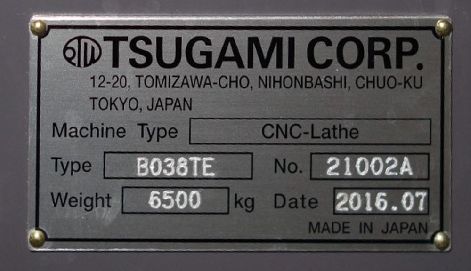 TSUGAMI CORP.
12-20, TOMIZAWA-CHO, NIHONBASHI, CHUO-KU
TOKYO, JAPAN
Machine Type CNC-Lathe
Type B038TE No. 21002A
Weight 6500 kg Date 2016.07
MADE IN JAPAN